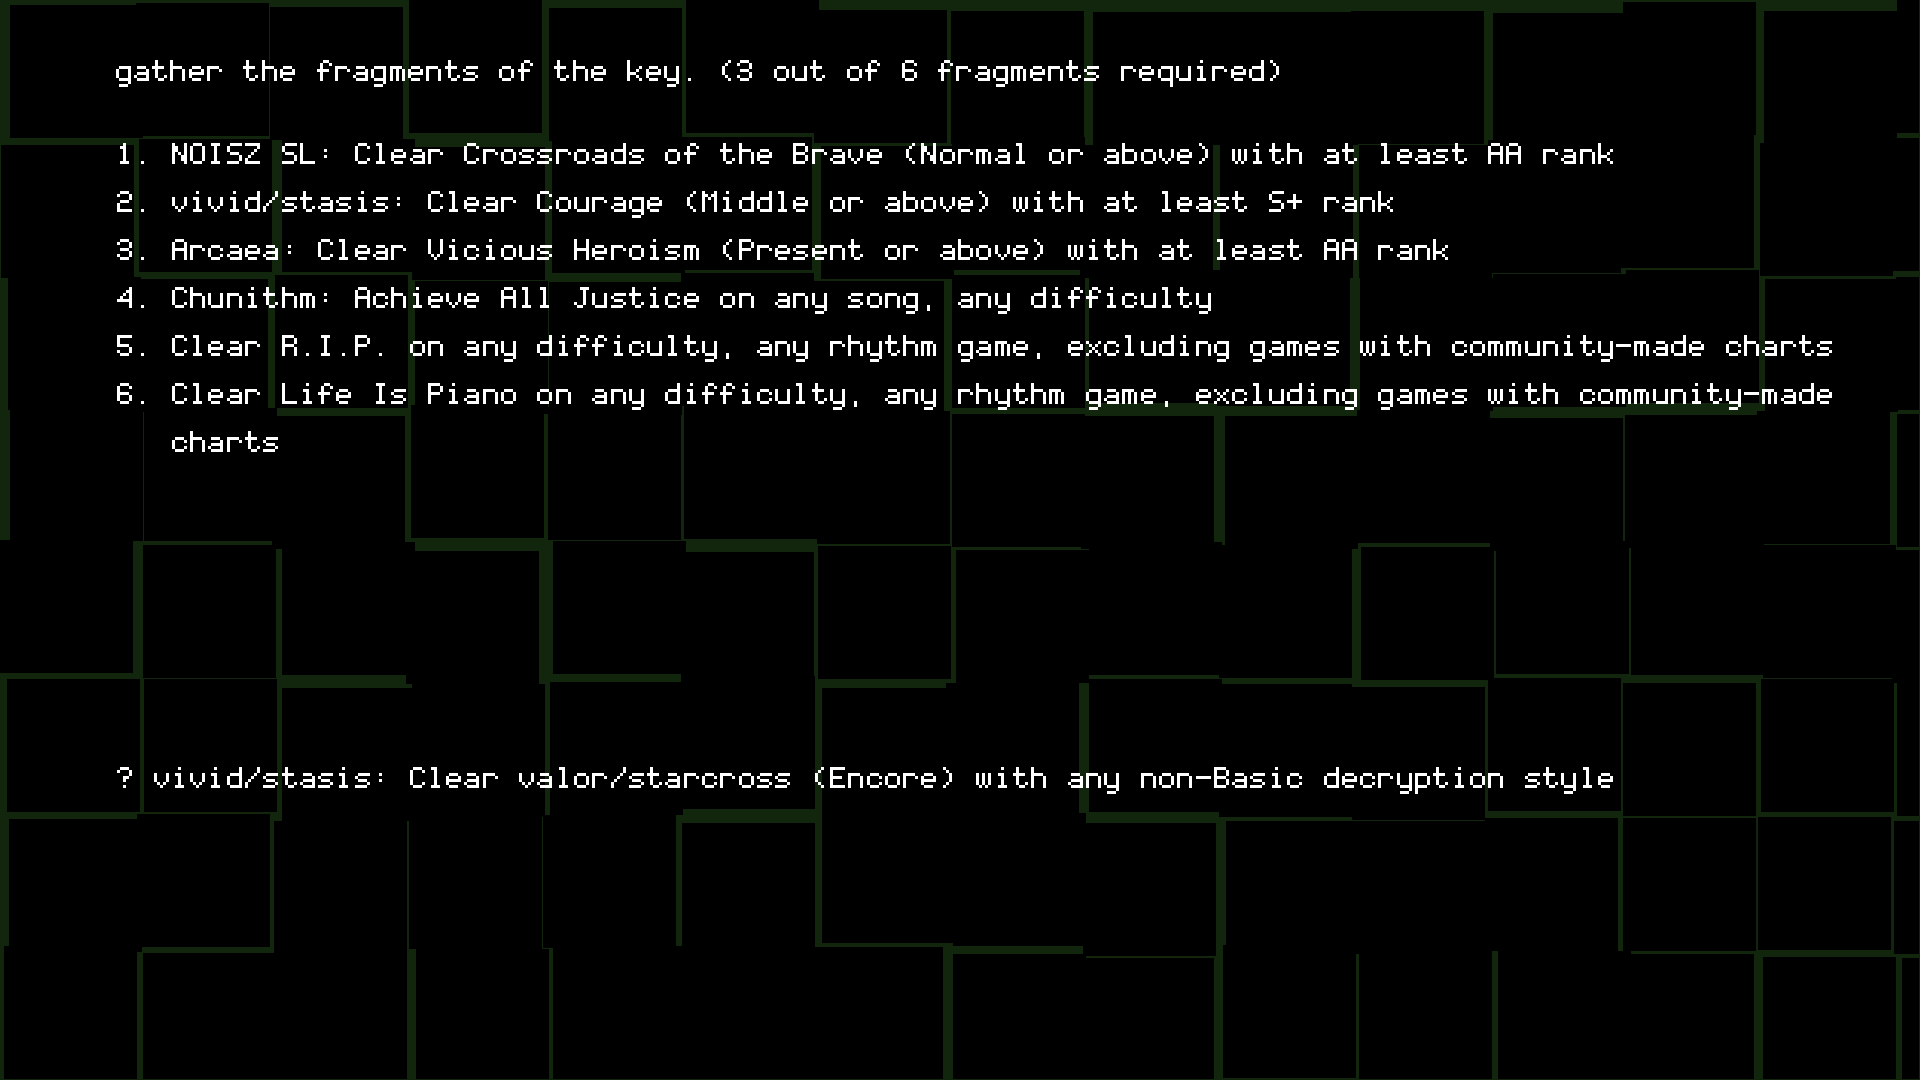 gather the fragments of the key. (3 out of 6 fragments required)
1. NOISZ SL: Clear Crossroads of the Brave (Normal or above) with at least AA rank
2. vivid/stasis: Clear Courage (Middle or above) with at least S+ rank
3. Arcaea: Clear Vicious Heroism (Present or above) with at least AA rank
4. Chunithm: Achieve All Justice on any song, any difficulty
5. Clear R.I.P. on any difficulty, any rhythm game, excluding games with community-made charts
6. Clear Life Is Piano on any difficulty, any rhythm game, excluding games with community-made
charts
? vivid/stasis: Clear valor/starcross (Encore) with any non-Basic decryption style